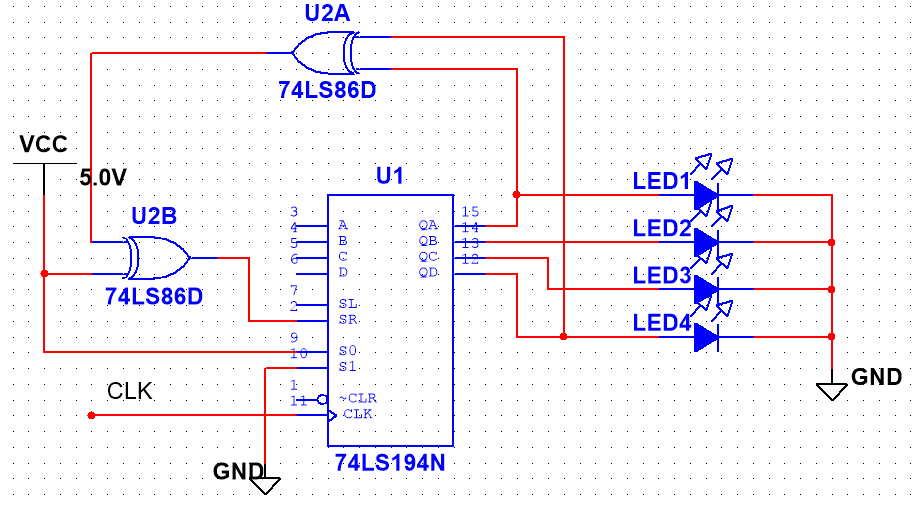 U2A
74LS86D
VCC
5.0V
U1
U2B
74LS86D
LED1
LED2
LED3
LED4
3
4
5
6
7
2
9
10
1
11
A
B
C
D
SL
SR
S0
S1
~CLR
CLK
QA
QB
QC
QD
15
14
13
12
CLK
GND
GND
74LS194N